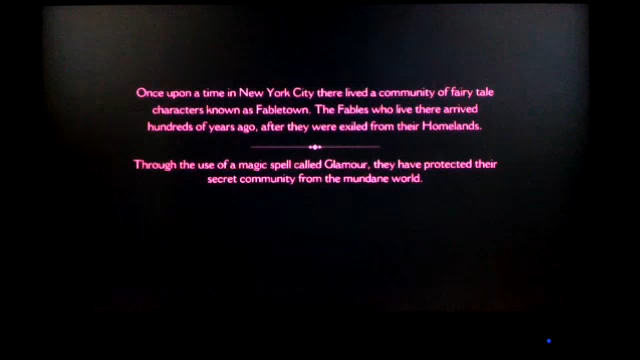 Once upon a time in New York City there lived a community of fairy tale
characters known as Fabletown. The Fables who live there arrived
hundreds of years ago, after they were exiled from their Homelands.
Through the use of a magic spell called Glamour, they have protected their
secret community from the mundane world.